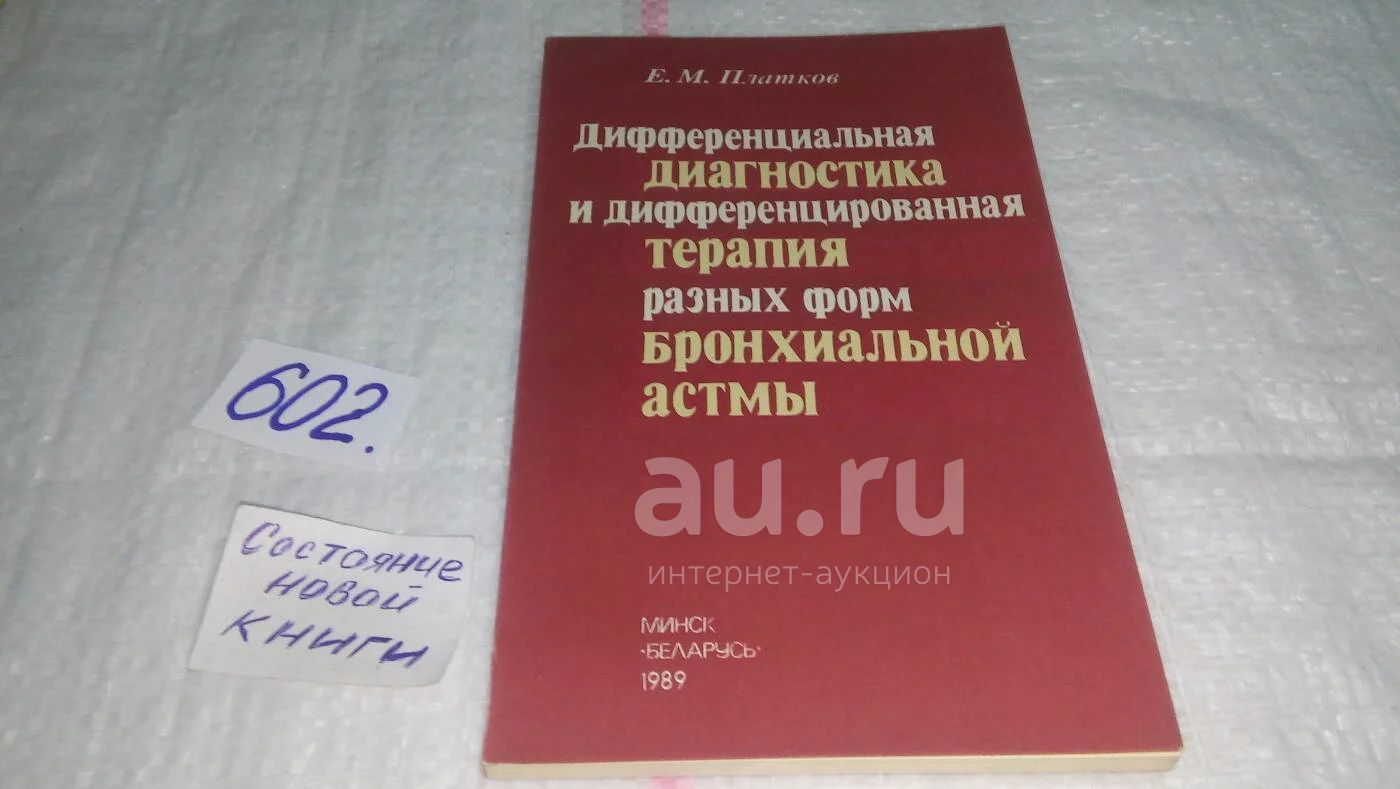 Е. М. Платков
Дифференциальная
диагностика
и дифференцированная
терапия
разных форм
бронхиальной
астмы
au.ru
интернет-аукцион
МИНСК
«БЕЛАРУСЬ»
1989
602.
Состояние
новой
книги